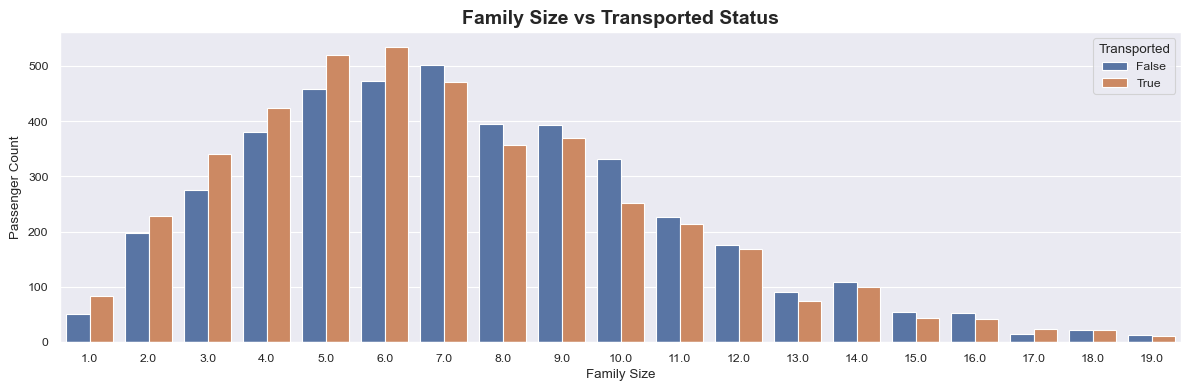 Family Size vs Transported Status
Transported
False
True
Passenger Count
500
400
300
200
100
0
1.0 2.0 3.0 4.0 5.0 6.0 7.0 8.0 9.0 10.0 11.0 12.0 13.0 14.0 15.0 16.0 17.0 18.0 19.0
Family Size